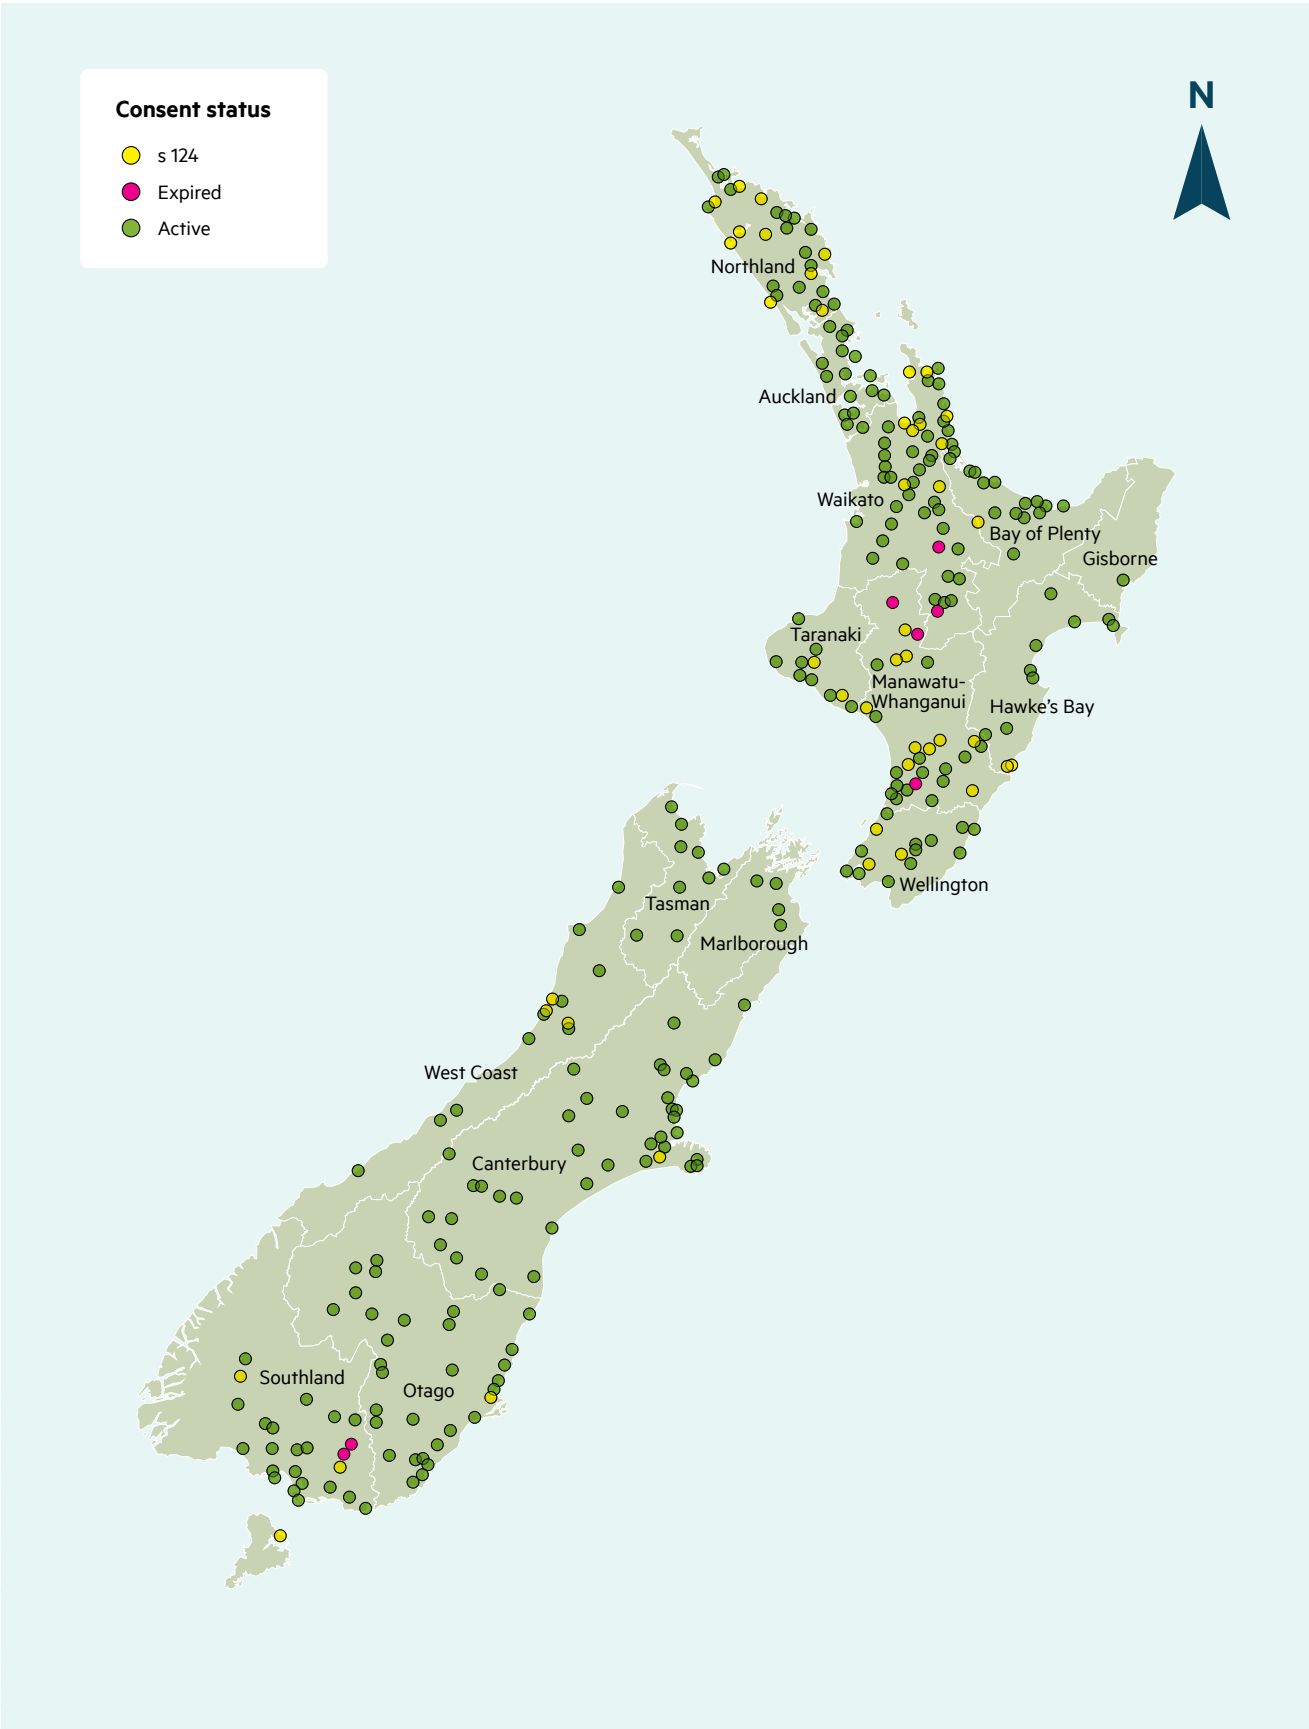 Consent status
s 124
Expired
Active
N
Northland
Auckland
Waikato
Bay of Plenty
Gisborne
Taranaki
Manawatu-
Whanganui
Hawke's Bay
Wellington
Tasman
Marlborough
West Coast
Canterbury
Southland
Otago